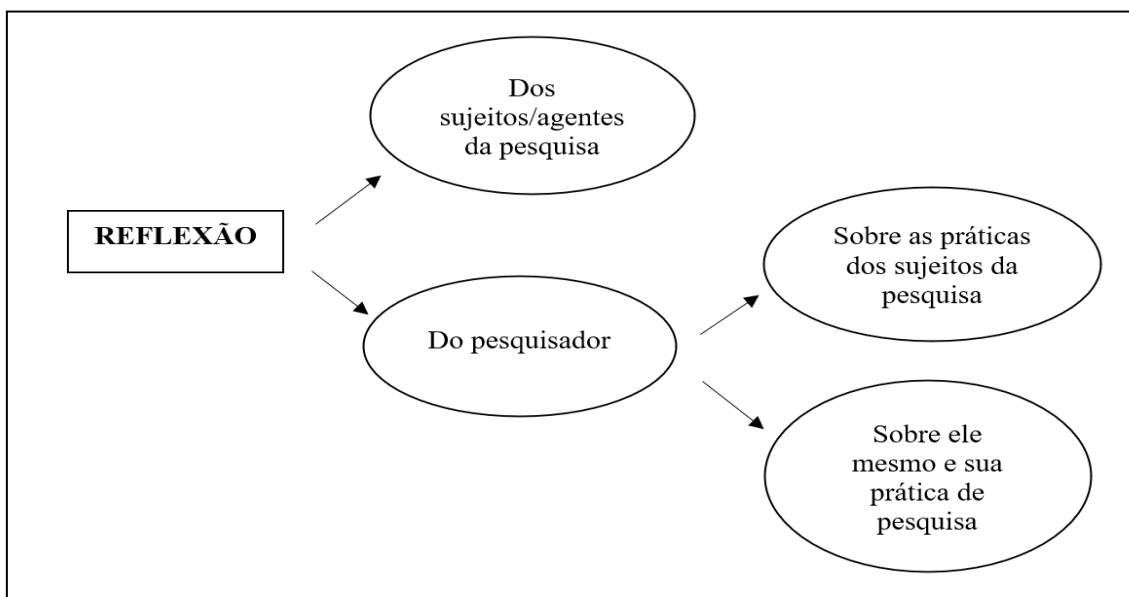 Dos
sujeitos/agentes
da pesquisa
REFLEXÃO
Do pesquisador
Sobre as práticas
dos sujeitos da
pesquisa
Sobre ele
mesmo e sua
prática de
pesquisa